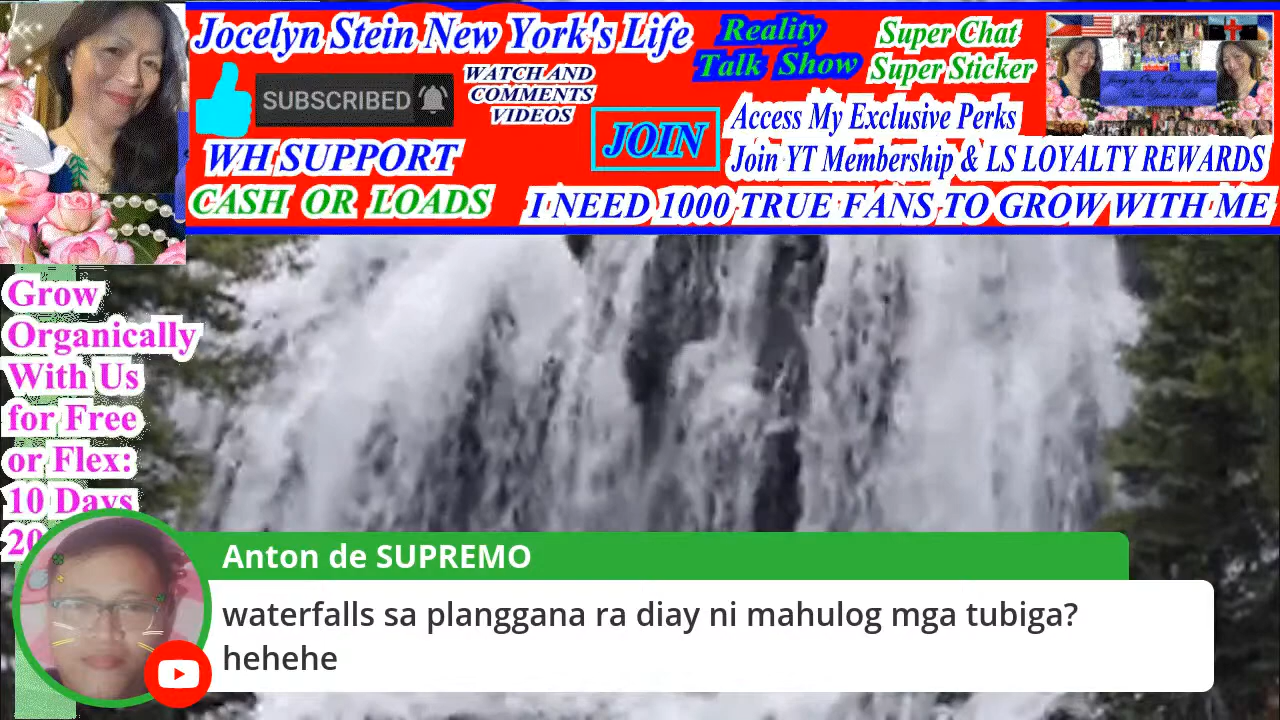 Jocelyn Stein New York's Life
Reality
Talk Show
Super Chat
Super Sticker
SUBSCRIBED
WATCH AND
COMMENTS
VIDEOS
JOIN
Access My Exclusive Perks
Join YT Membership & LS LOYALTY REWARDS
WH SUPPORT
CASH OR LOADS
I NEED 1000 TRUE FANS TO GROW WITH ME
Grow
Organically
With Us
for Free
or Flex:
10 Days
Anton de SUPREMO
waterfalls sa planggana ra diay ni mahulog mga tubiga?
hehehe